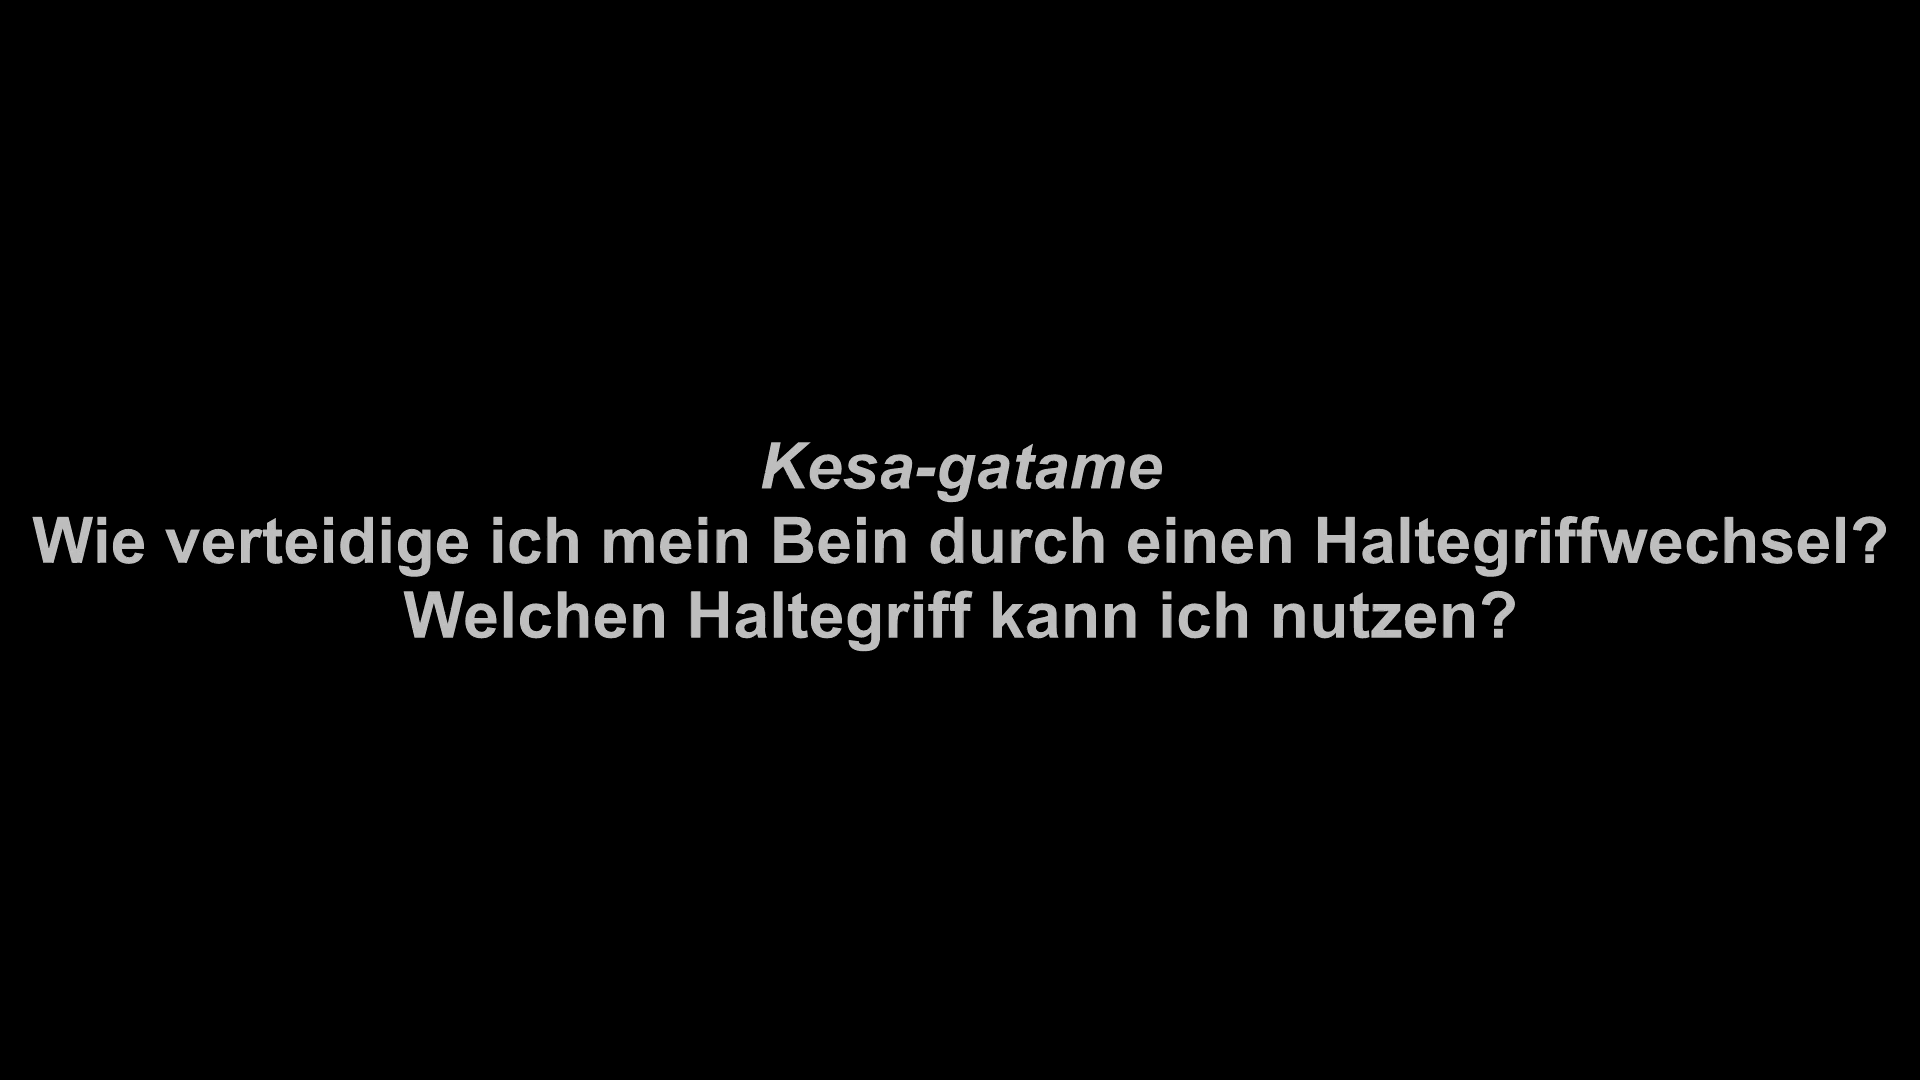 Kesa-gatame
Wie verteidige ich mein Bein durch einen Haltegriffwechsel?
Welchen Haltegriff kann ich nutzen?